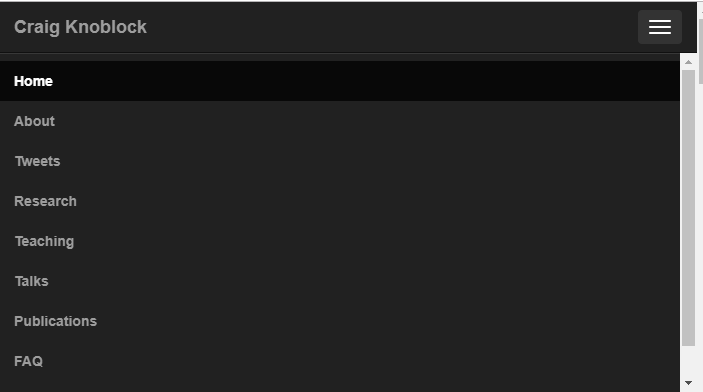 Craig Knoblock
Home
About
Tweets
Research
Teaching
Talks
Publications
FAQ